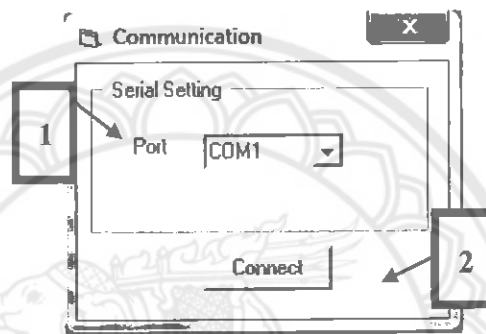 Communication
X
Serial Setting
1
Port
COM1
Connect
2